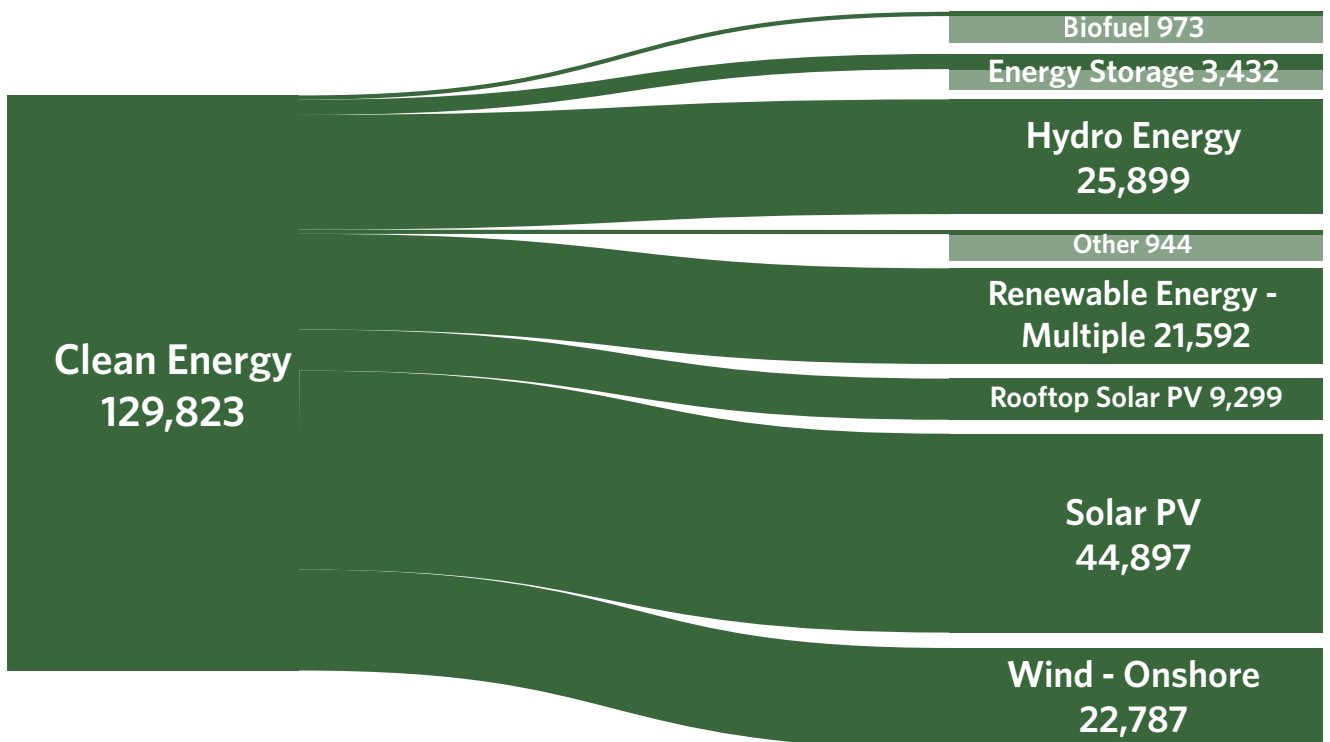 Biofuel 973
Energy Storage 3,432
Hydro Energy
25,899
Other 944
Renewable Energy -
Multiple 21,592
Clean Energy
129,823
Rooftop Solar PV 9,299
Solar PV
44,897
Wind - Onshore
22,787